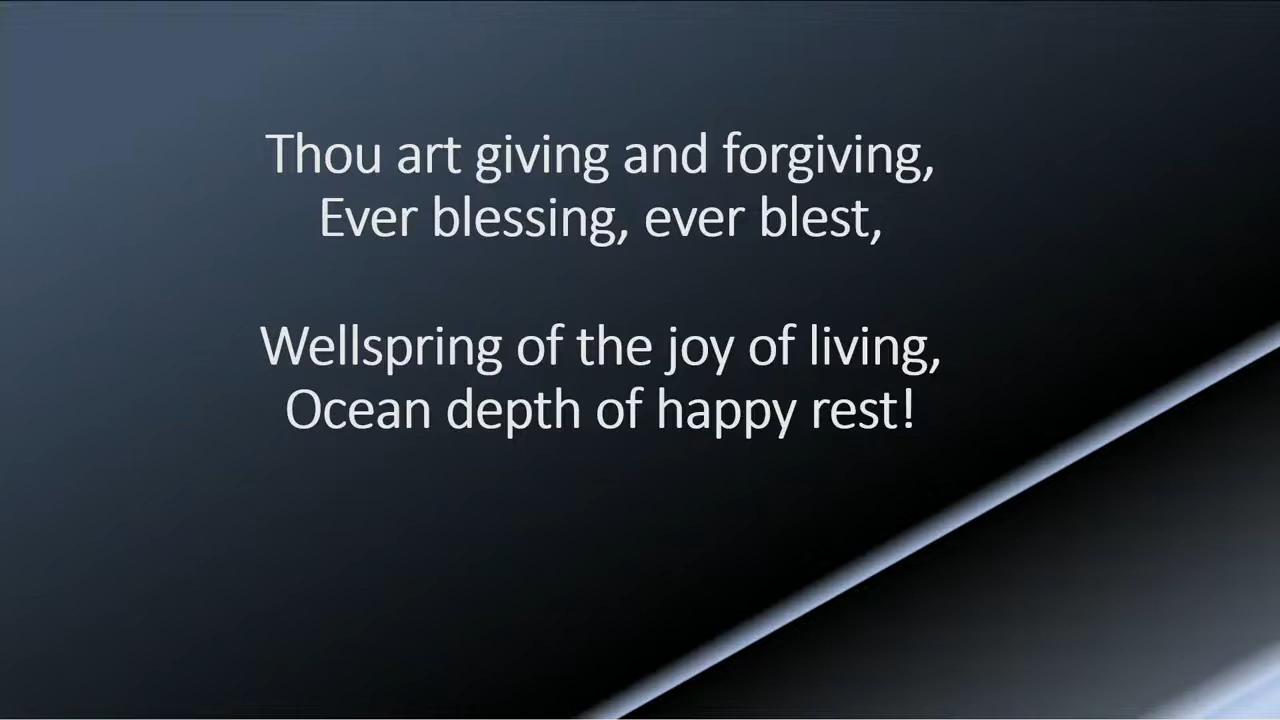 Thou art giving and forgiving,
Ever blessing, ever blest,
Wellspring of the joy of living,
Ocean depth of happy rest!